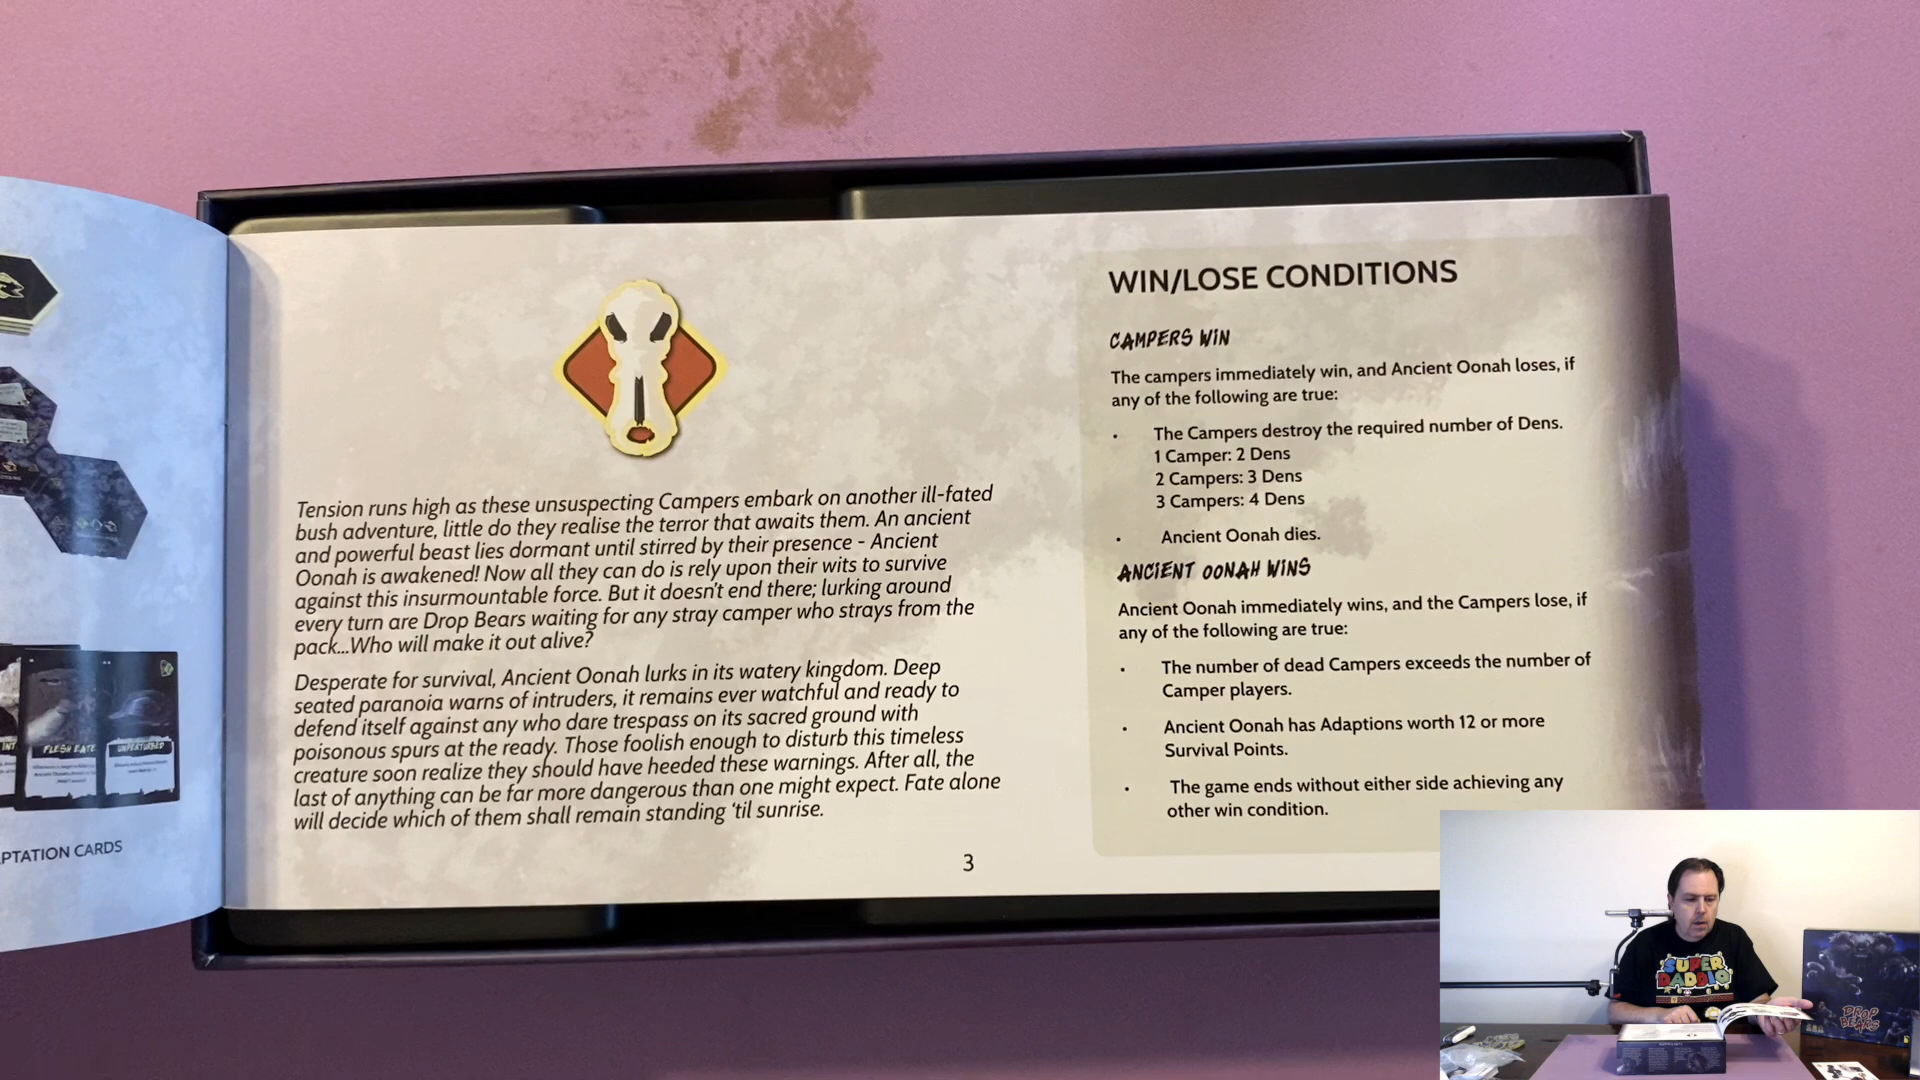 FLESH EATE
UNPERTURBED
PTATION CARDS
Tension runs high as these unsuspecting Campers embark on another ill-fated
bush adventure, little do they realise the terror that awaits them. An ancient
and powerful beast lies dormant until stirred by their presence - Ancient
Oonah is awakened! Now all they can do is rely upon their wits to survive
against this insurmountable force. But it doesn't end there; lurking around
every turn are Drop Bears waiting for any stray camper who strays from the
pack...Who will make it out alive?
Desperate for survival, Ancient Oonah lurks in its watery kingdom. Deep
seated paranoia warns of intruders, it remains ever watchful and ready to
defend itself against any who dare trespass on its sacred ground with
poisonous spurs at the ready. Those foolish enough to disturb this timeless
creature soon realize they should have heeded these warnings. After all, the
last of anything can be far more dangerous than one might expect. Fate alone
will decide which of them shall remain standing 'til sunrise.
3
WIN/LOSE CONDITIONS
CAMPERS WIN
The campers immediately win, and Ancient Oonah loses, if
any of the following are true:
• The Campers destroy the required number of Dens.
1 Camper: 2 Dens
2 Campers: 3 Dens
3 Campers: 4 Dens
• Ancient Oonah dies.
ANCIENT OONAH WINS
Ancient Oonah immediately wins, and the Campers lose, if
any of the following are true:
• The number of dead Campers exceeds the number of
Camper players.
• Ancient Oonah has Adaptions worth 12 or more
Survival Points.
• The game ends without either side achieving any
other win condition.
SUPER
DADDIO
DROP
BEARS